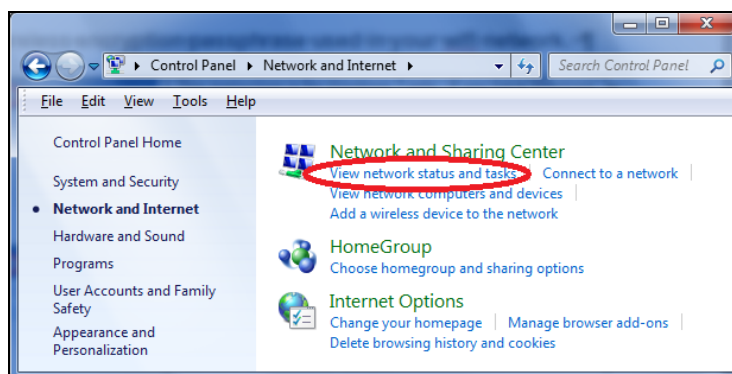 Control Panel ▸ Network and Internet ▸
Search Control Panel
File Edit View Tools Help
Control Panel Home
System and Security
Network and Internet
Hardware and Sound
Programs
User Accounts and Family
Safety
Appearance and
Personalization
Network and Sharing Center
View network status and tasks
Connect to a network
View network computers and devices
Add a wireless device to the network
HomeGroup
Choose homegroup and sharing options
Internet Options
Change your homepage
Manage browser add-ons
Delete browsing history and cookies